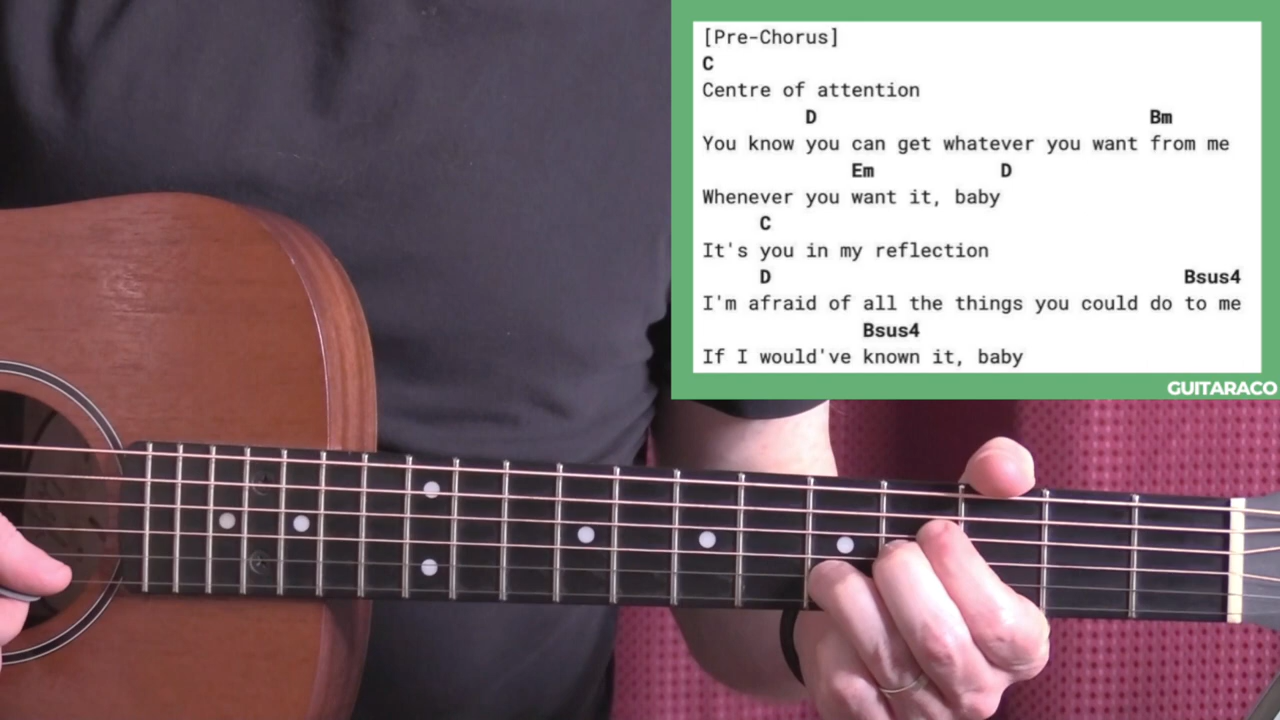 [Pre-Chorus]
C
Centre of attention
D Bm
You know you can get whatever you want from me
Em D
Whenever you want it, baby
C
It's you in my reflection
D Bsus4
I'm afraid of all the things you could do to me
Bsus4
If I would've known it, baby
GUITARACO